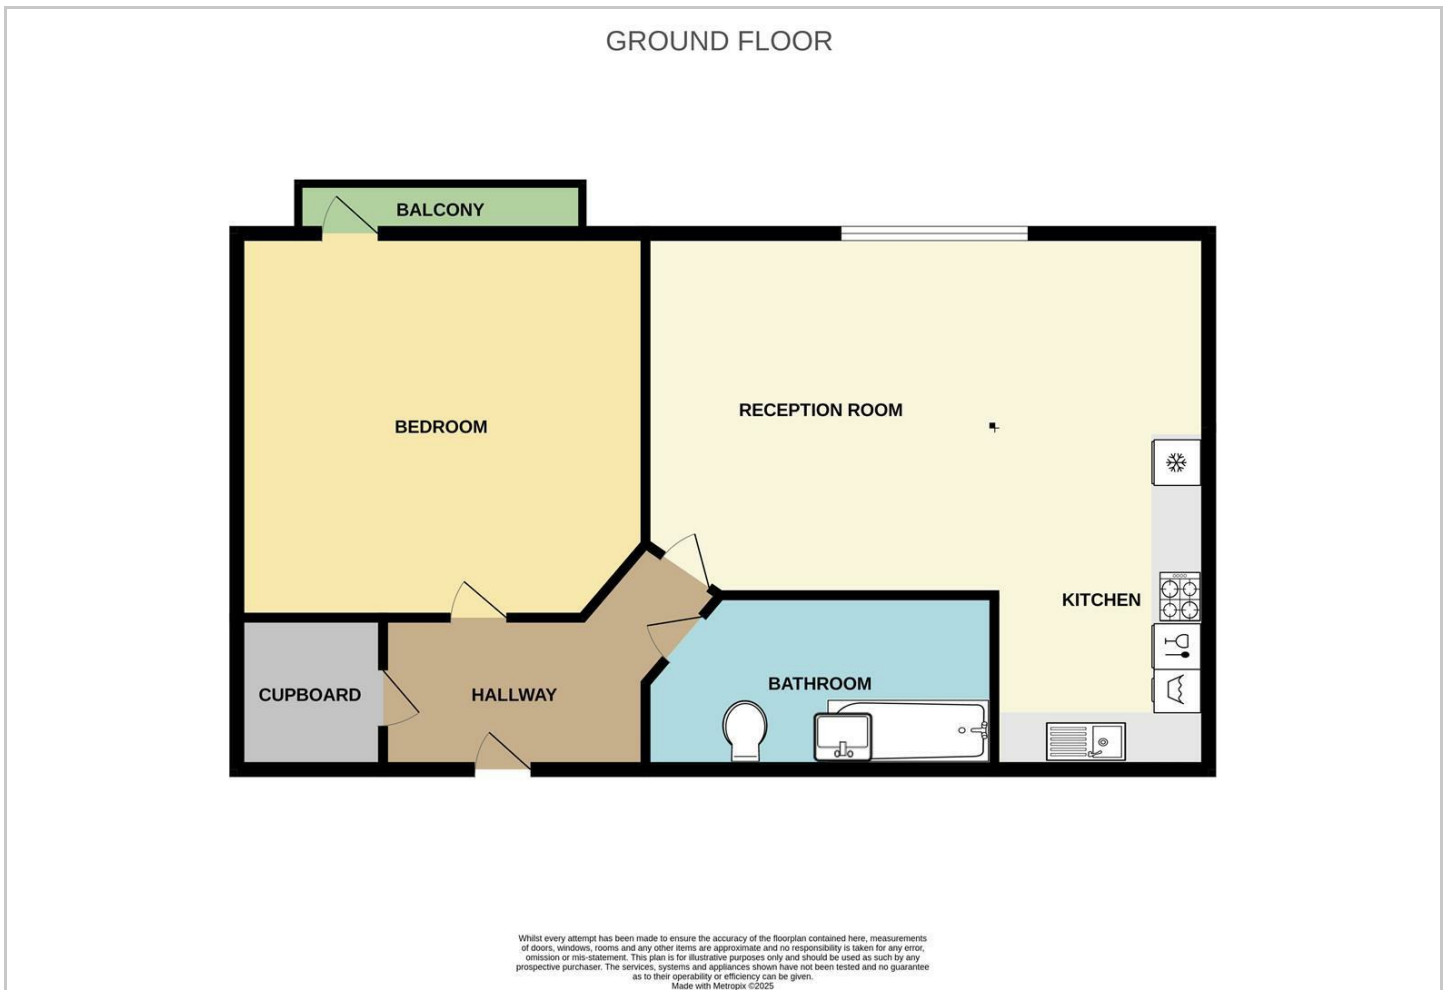 GROUND FLOOR
BALCONY
BEDROOM
RECEPTION ROOM
KITCHEN
BATHROOM
CUPBOARD
HALLWAY
Whilst every attempt has been made to ensure the accuracy of the floorplan contained here, measurements
of doors, windows, rooms and any other items are approximate and no responsibility is taken for any error,
omission or mis-statement. This plan is for illustrative purposes only and should be used as such by any
prospective purchaser. The services, systems and appliances shown have not been tested and no guarantee
as to their operability or efficiency can be given.
Made with Metropix ©2025